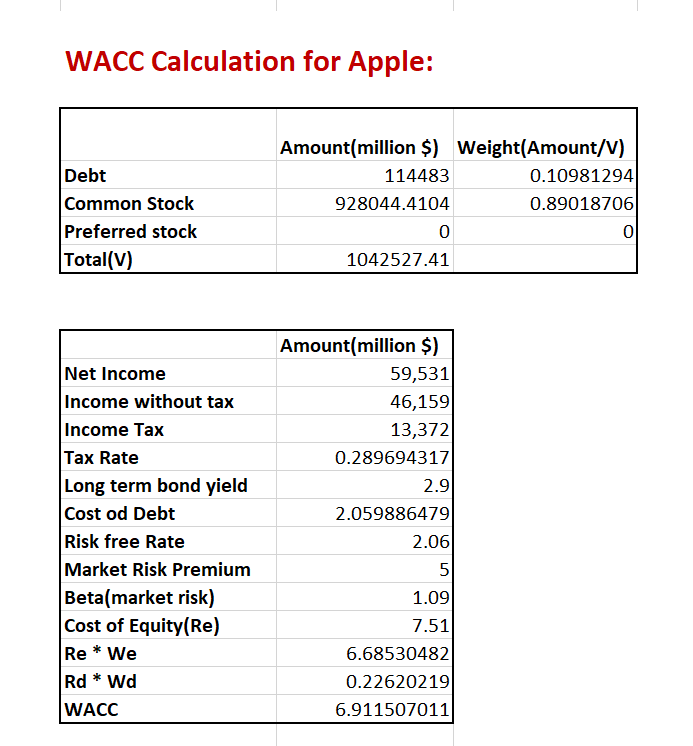 WACC Calculation for Apple:
Amount(million $) Weight(Amount/V)
Debt 114483 0.10981294
Common Stock 928044.4104 0.89018706
Preferred stock 0 0
Total(V) 1042527.41
Amount(million $)
Net Income 59,531
Income without tax 46,159
Income Tax 13,372
Tax Rate 0.289694317
Long term bond yield 2.9
Cost od Debt 2.059886479
Risk free Rate 2.06
Market Risk Premium 5
Beta(market risk) 1.09
Cost of Equity(Re) 7.51
Re * We 6.68530482
Rd * Wd 0.22620219
WACC 6.911507011